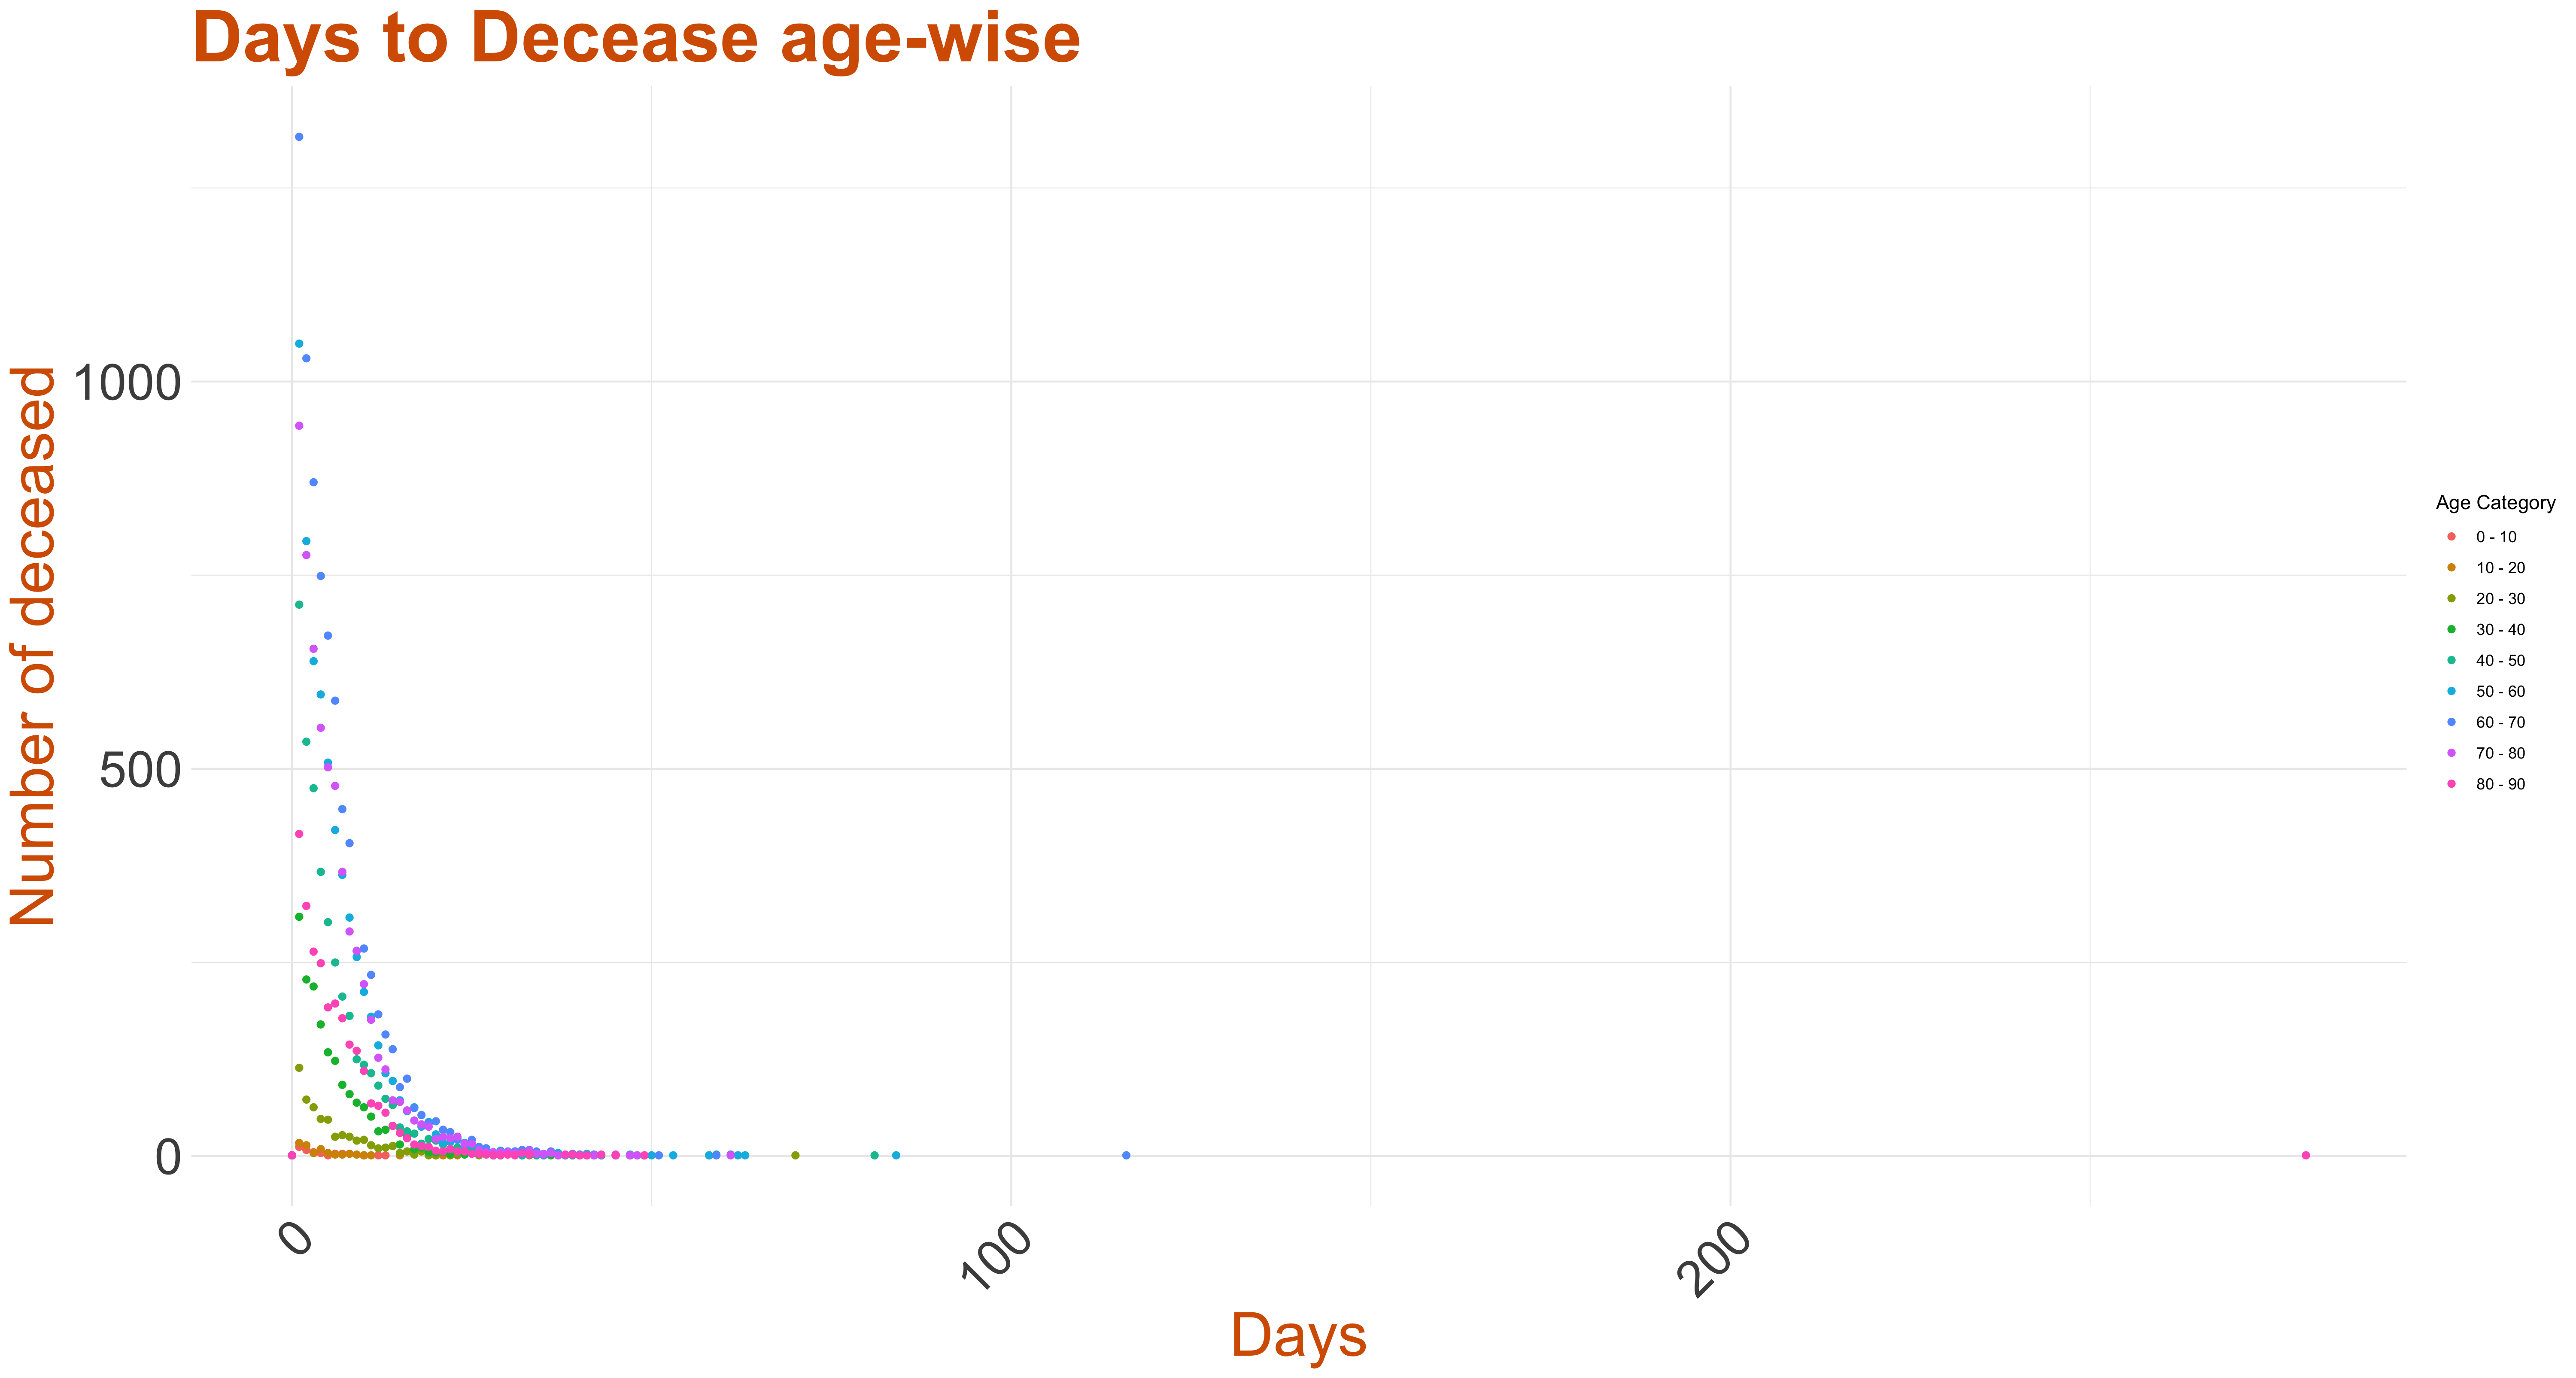 Days to Decease age-wise
Number of deceased
1000
500
0
0
100
200
Days
Age Category
0 - 10
10 - 20
20 - 30
30 - 40
40 - 50
50 - 60
60 - 70
70 - 80
80 - 90